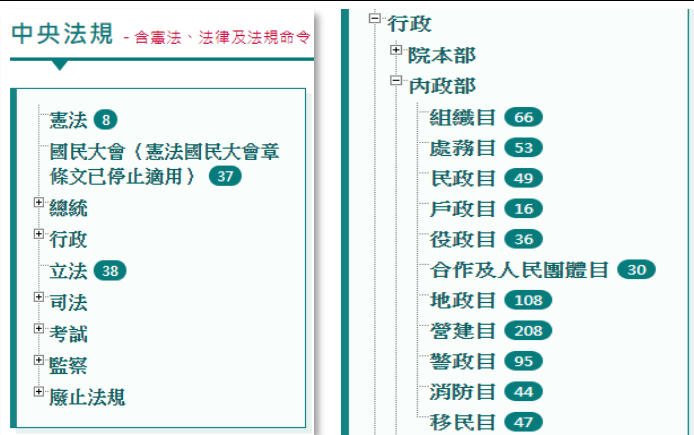 中央法規 - 含憲法、法律及法規命令
憲法 8
國民大會（憲法國民大會章
條文已停止適用） 37
總統
行政
立法 38
司法
考試
監察
廢止法規
行政
院本部
內政部
組織目 66
處務目 53
民政目 49
戶政目 16
役政目 36
合作及人民團體目 30
地政目 108
營建目 208
警政目 95
消防目 44
移民目 47